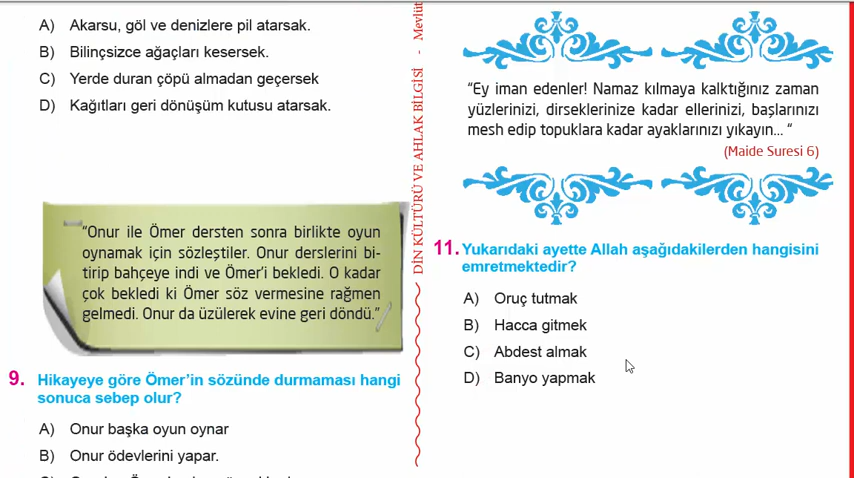 A) Akarsu, göl ve denizlere pil atarsak.
B) Bilinçsizce ağaçları kesersek.
C) Yerde duran çöpü almadan geçersek
D) Kağıtları geri dönüşüm kutusu atarsak.
"Onur ile Ömer dersten sonra birlikte oyun
oynamak için sözleştiler. Onur derslerini bi-
tirip bahçeye indi ve Ömer'i bekledi. O kadar
çok bekledi ki Ömer söz vermesine rağmen
gelmedi. Onur da üzülerek evine geri döndü."
9. Hikayeye göre Ömer'in sözünde durmaması hangi
sonuca sebep olur?
A) Onur başka oyun oynar
B) Onur ödevlerini yapar.
DİN KÜLTÜRÜ VE AHLAK BİLGİSİ - Mevlüt
"Ey iman edenler! Namaz kılmaya kalktığınız zaman
yüzlerinizi, dirseklerinize kadar ellerinizi, başlarınızı
mesh edip topuklara kadar ayaklarınızı yıkayın... "
(Maide Suresi 6)
11. Yukarıdaki ayette Allah aşağıdakilerden hangisini
emretmektedir?
A) Oruç tutmak
B) Hacca gitmek
C) Abdest almak
D) Banyo yapmak